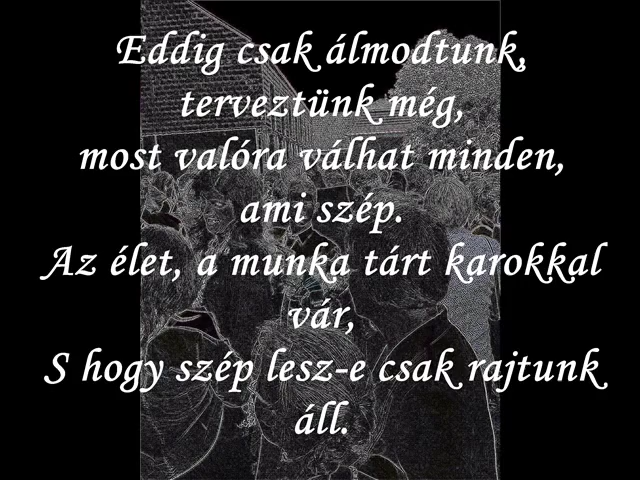 Eddig csak álmodtunk,
terveztünk még,
most valóra válhat minden,
ami szép.
Az élet, a munka tárt karokkal
vár,
S hogy szép lesz-e csak rajtunk
áll.